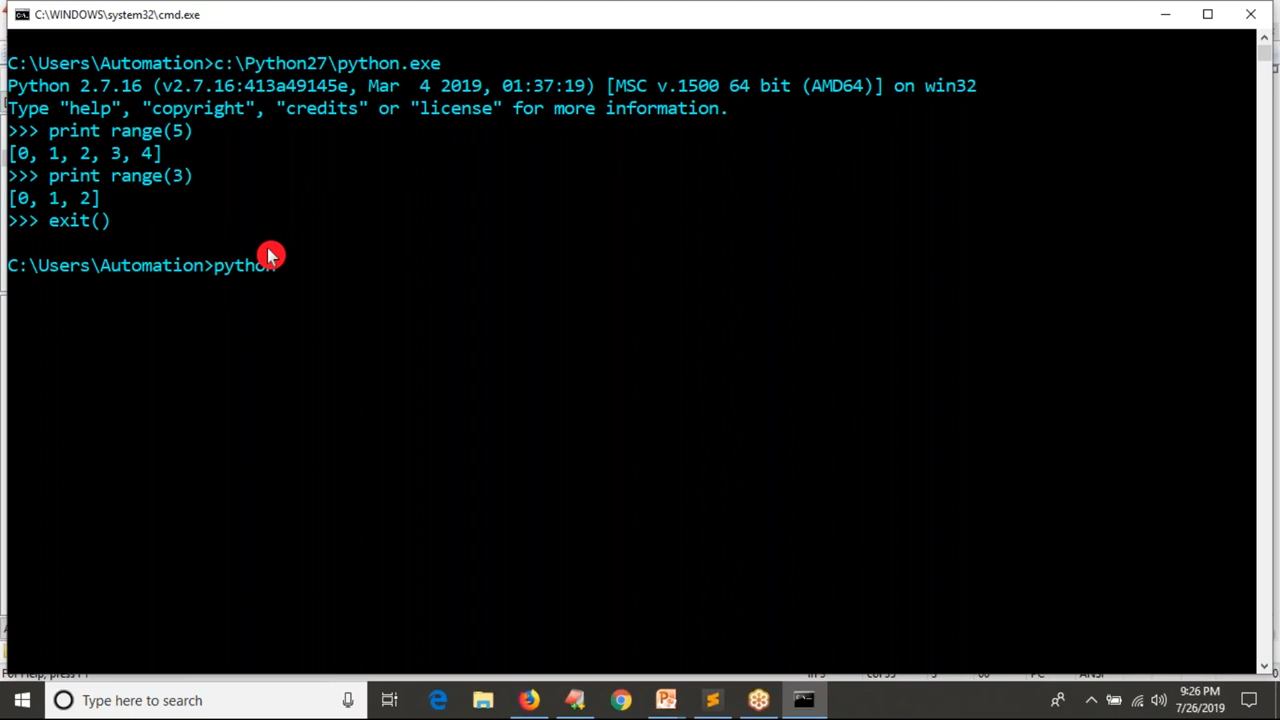 C:\WINDOWS\system32\cmd.exe
C:\Users\Automation>c:\Python27\python.exe
Python 2.7.16 (v2.7.16:413a49145e, Mar  4 2019, 01:37:19) [MSC v.1500 64 bit (AMD64)] on win32
Type "help", "copyright", "credits" or "license" for more information.
>>> print range(5)
[0, 1, 2, 3, 4]
>>> print range(3)
[0, 1, 2]
>>> exit()
C:\Users\Automation>python
Type here to search
9:26 PM
7/26/2019